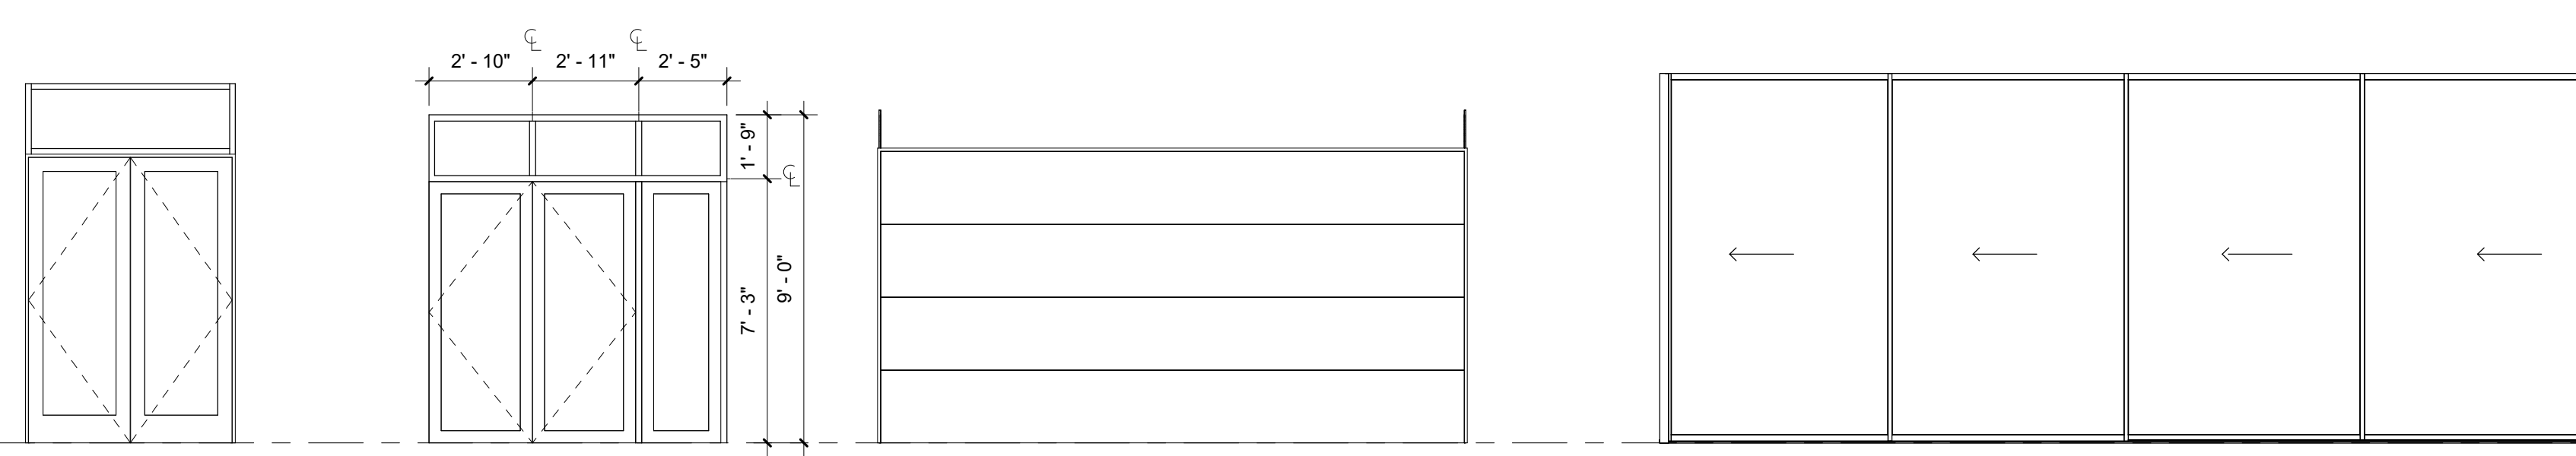 ℄ ℄
2' - 10" 2' - 11" 2' - 5"
1' - 9"
℄
7' - 3"
9' - 0"